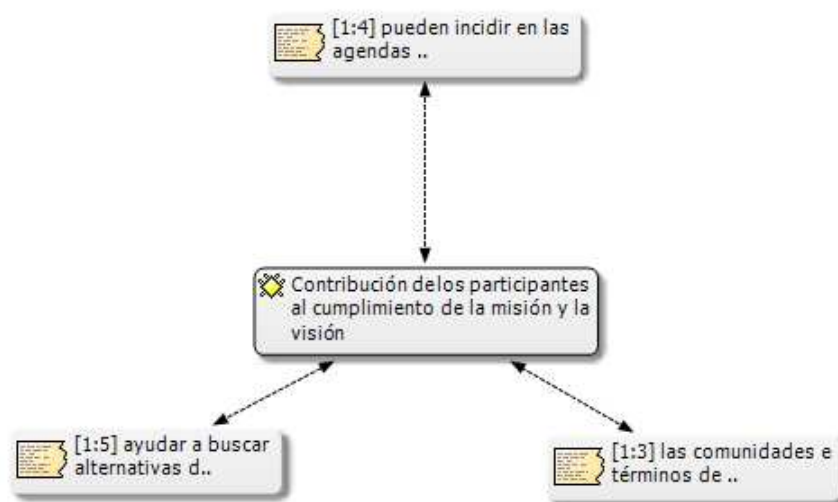 [1:4] pueden incidir en las
agendas ..
Contribución delos participantes
al cumplimiento de la misión y la
visión
[1:5] ayudar a buscar
alternativas d..
[1:3] las comunidades e
términos de ..